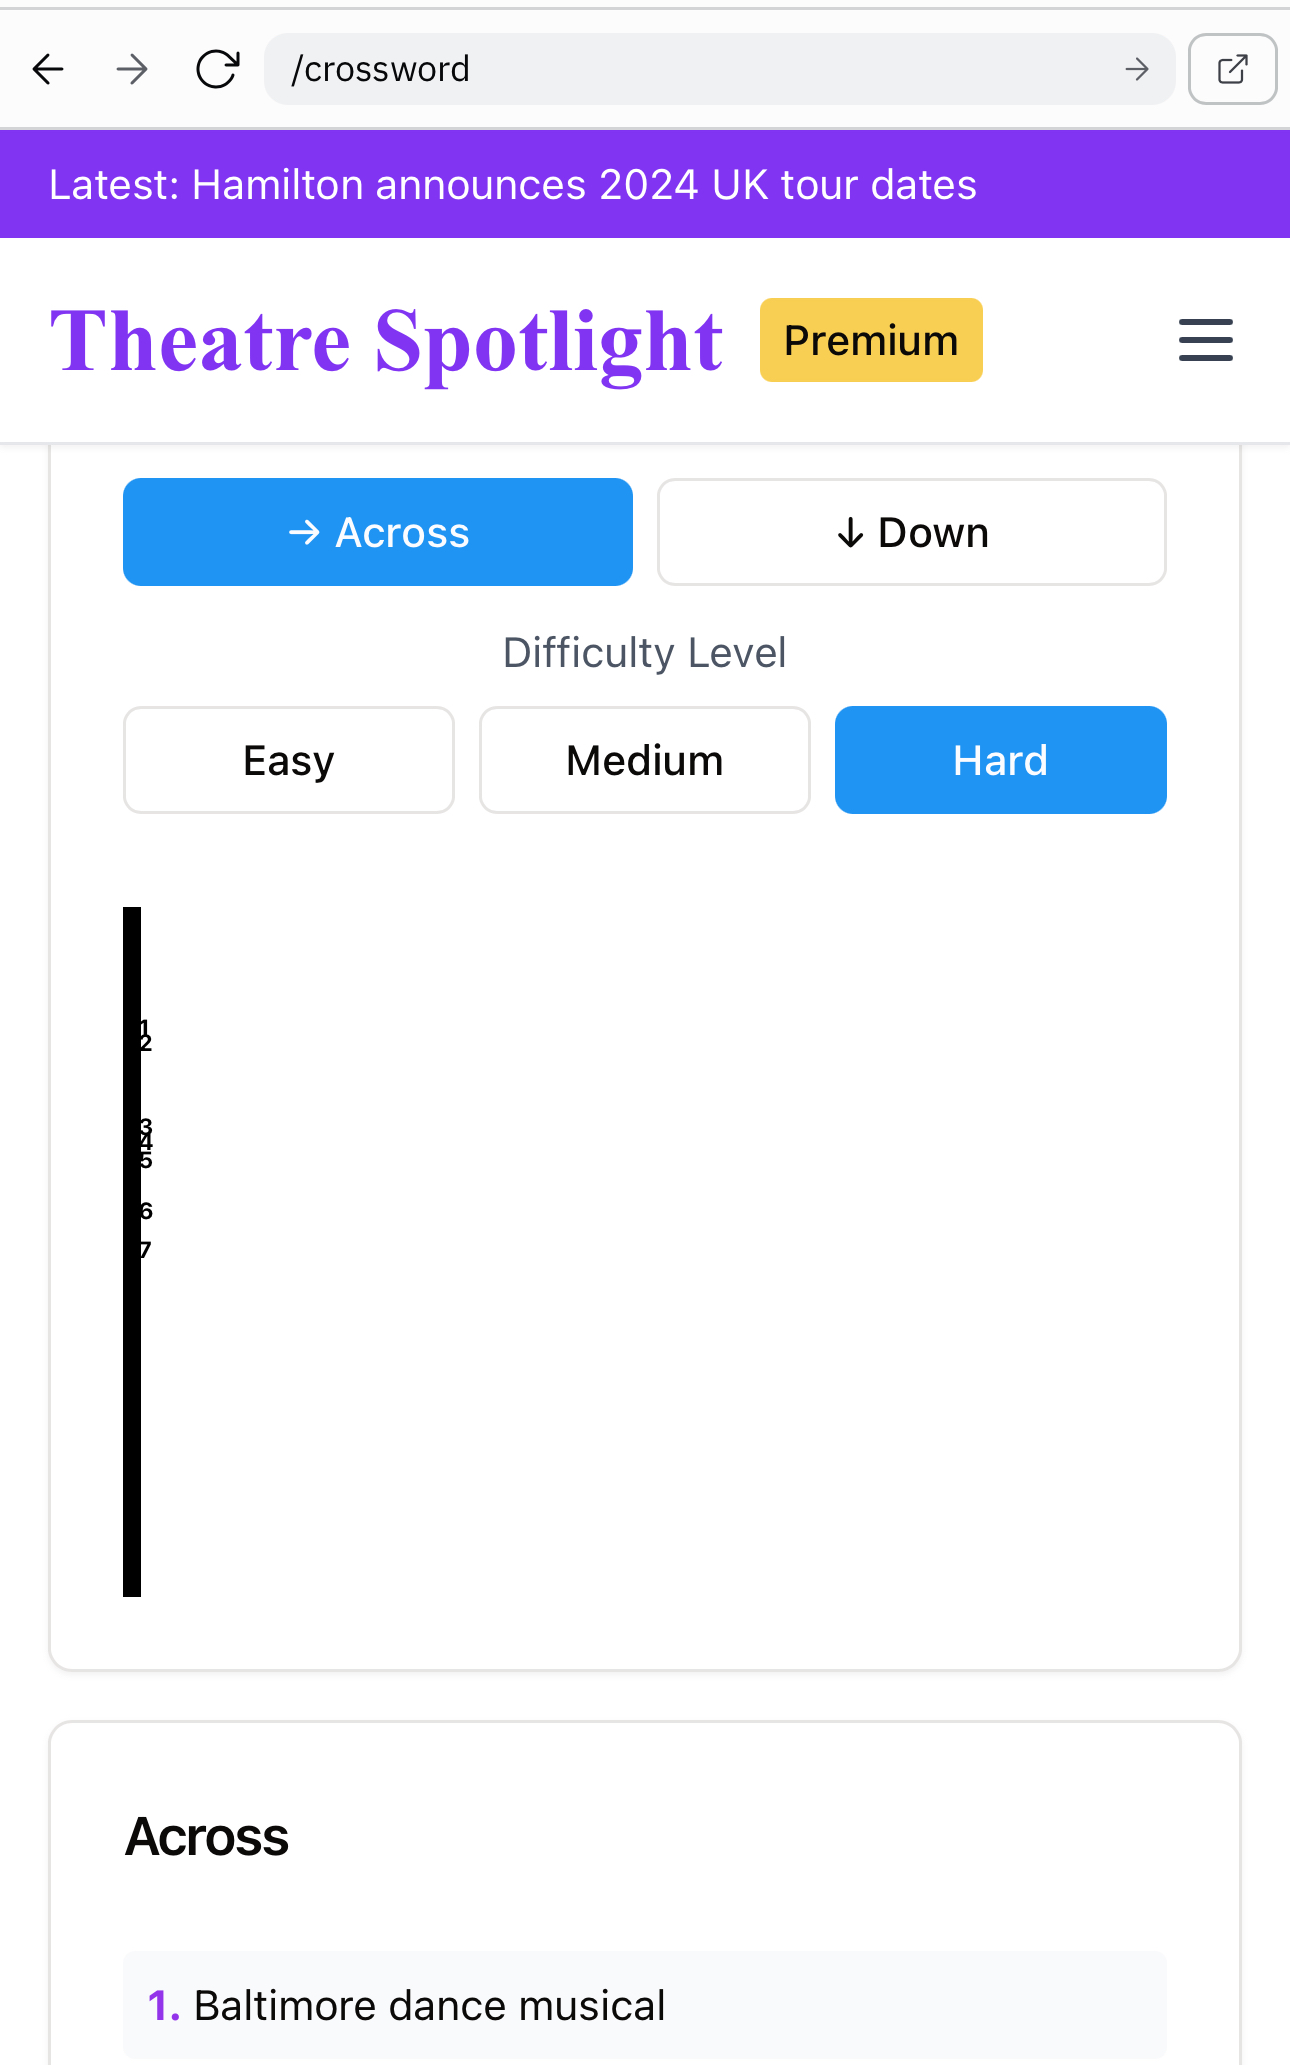 /crossword
Latest: Hamilton announces 2024 UK tour dates
Theatre Spotlight Premium
→ Across ↓ Down
Difficulty Level
Easy Medium Hard
1
2
3
4
5
6
7
Across
1. Baltimore dance musical